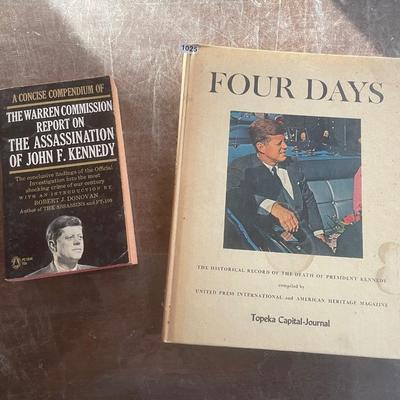 A CONCISE COMPENDIUM OF
THE WARREN COMMISSION
REPORT ON
THE ASSASSINATION
OF JOHN F. KENNEDY
The conclusive findings of the Official
Investigation into the most
shocking crime of our century
WITH AN INTRODUCTION BY
ROBERT J. DONOVAN
Author of THE ASSASSINS and PT-109
1025
FOUR DAYS
THE HISTORICAL RECORD OF THE DEATH OF PRESIDENT KENNEDY
compiled by
UNITED PRESS INTERNATIONAL and AMERICAN HERITAGE MAGAZINE
Topeka Capital-Journal